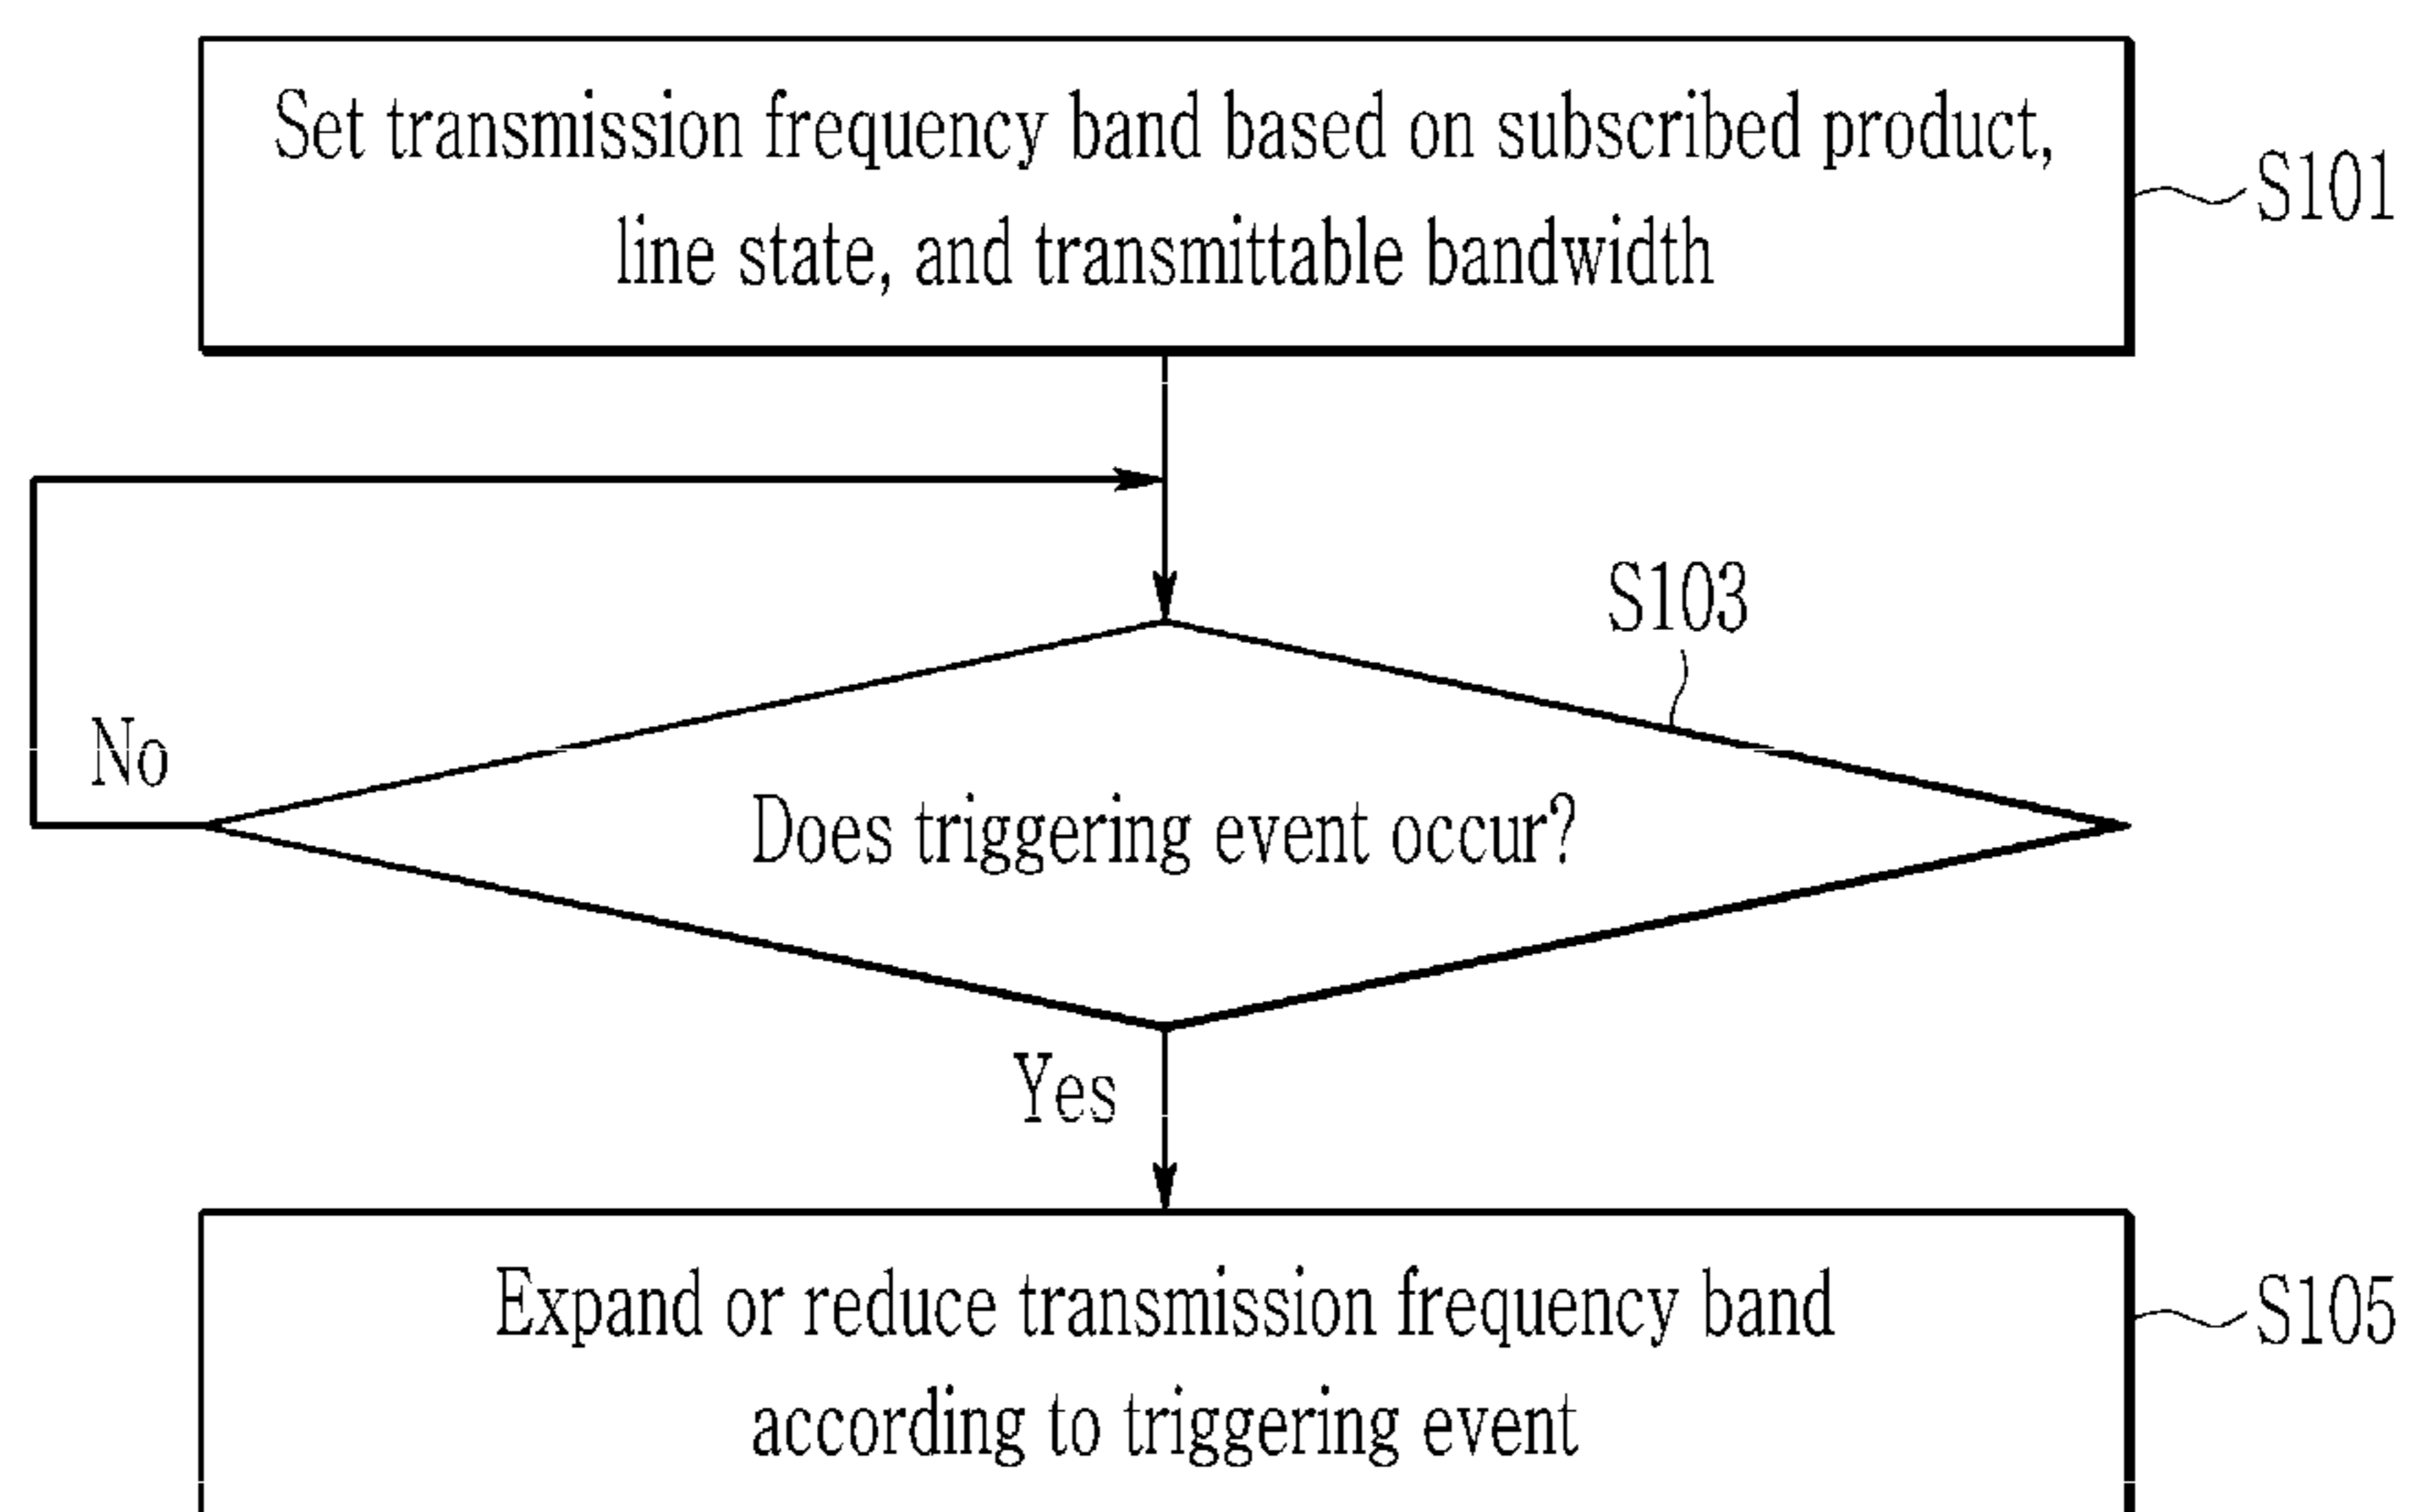 Set transmission frequency band based on subscribed product,
line state, and transmittable bandwidth
S101
S103
No
Does triggering event occur?
Yes
Expand or reduce transmission frequency band
according to triggering event
S105